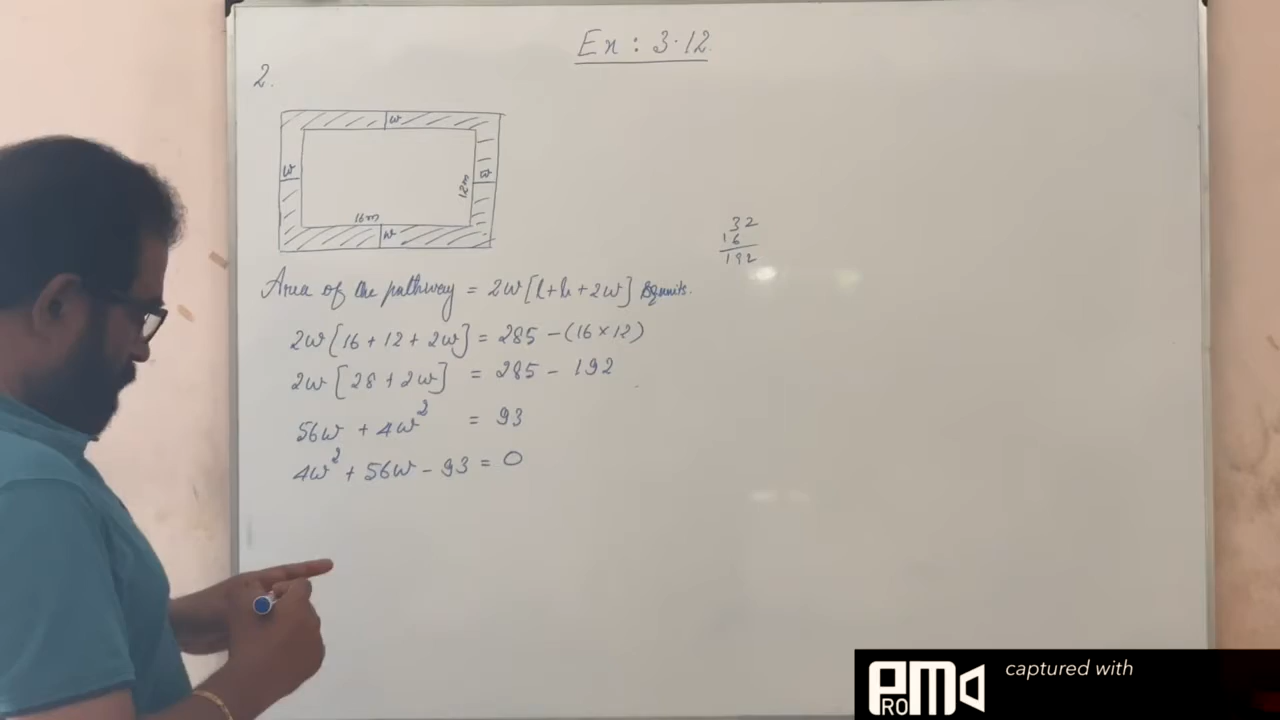 Ex : 3.12
2.
w
w
w
12m
16m
w
32
16
192
Area of the pathway = 2w[l+b+2w] Sq units.
2w[16 + 12 + 2w] = 285 - (16 × 12)
2w [28 + 2w] = 285 - 192
56w + 4w² = 93
4w² + 56w - 93 = 0
captured with
PROM